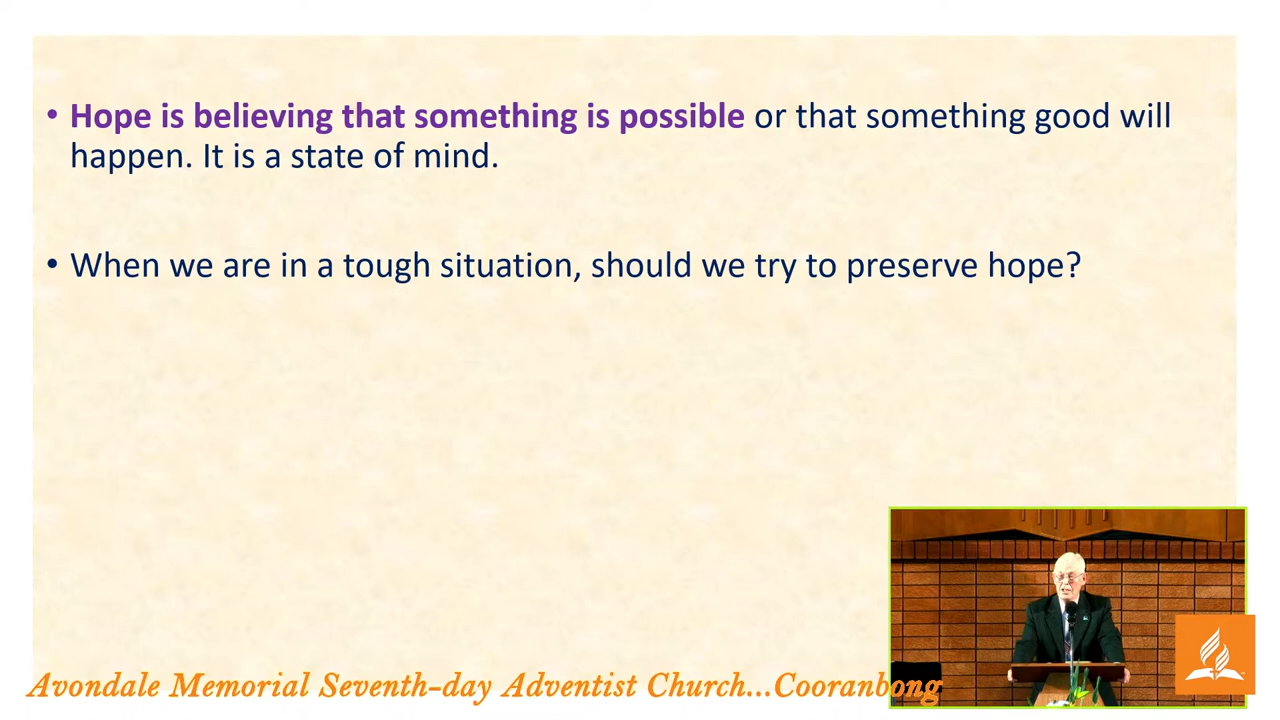 • Hope is believing that something is possible or that something good will
happen. It is a state of mind.
• When we are in a tough situation, should we try to preserve hope?
Avondale Memorial Seventh-day Adventist Church...Cooranbong